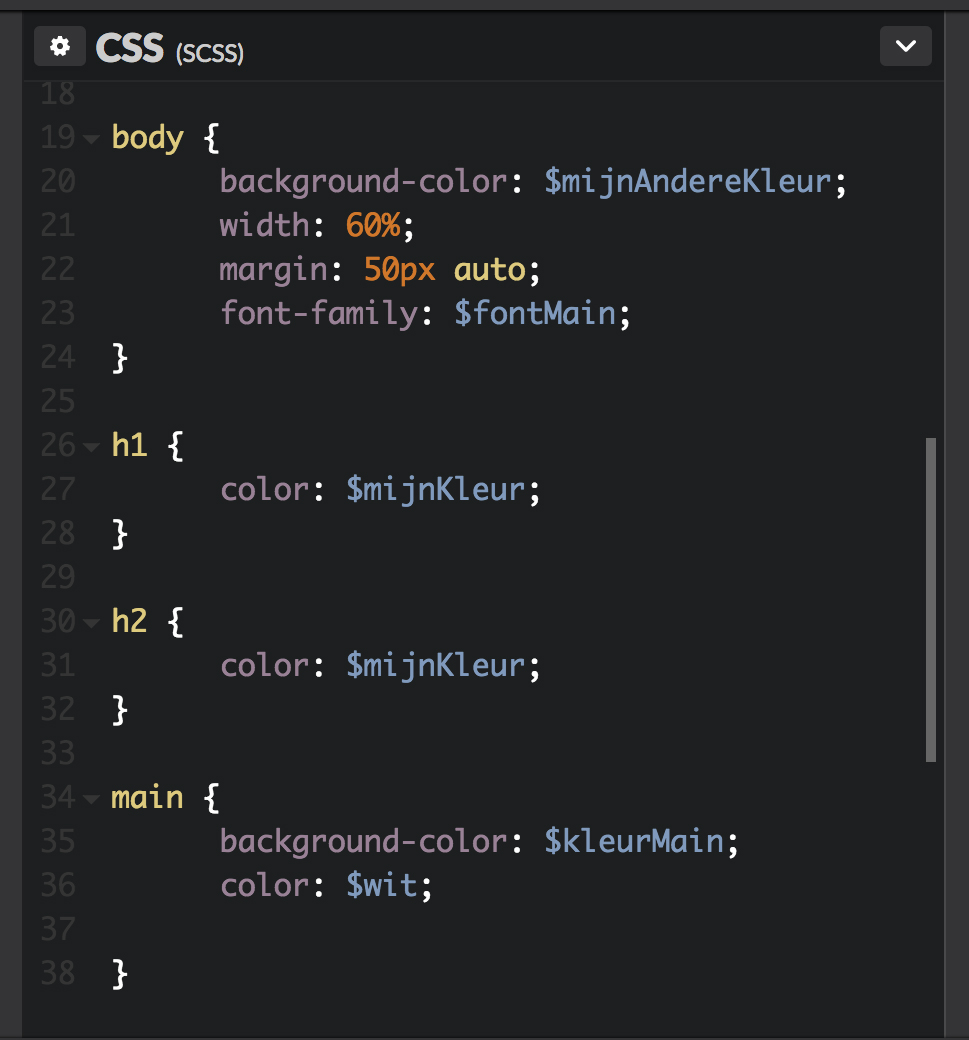 CSS (SCSS)
18
19 body {
20 background-color: $mijnAndereKleur;
21 width: 60%;
22 margin: 50px auto;
23 font-family: $fontMain;
24 }
25
26 h1 {
27 color: $mijnKleur;
28 }
29
30 h2 {
31 color: $mijnKleur;
32 }
33
34 main {
35 background-color: $kleurMain;
36 color: $wit;
37
38 }